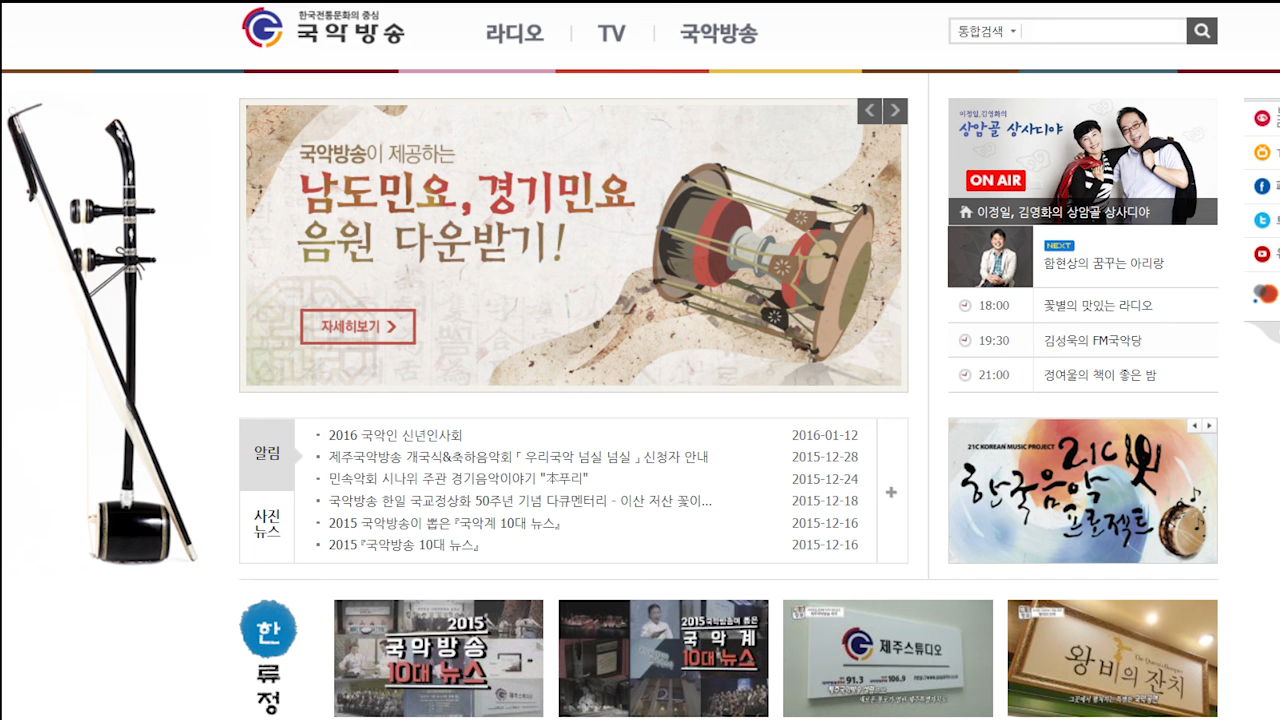 한국전통문화의 중심
국악방송
라디오
TV
국악방송
통합검색
국악방송이 제공하는
남도민요, 경기민요
음원 다운받기!
자세히보기
이정일, 김영화의
상암골 상사디야
ON AIR
이정일, 김영화의 상암골 상사디야
NEXT
함현상의 꿈꾸는 아리랑
18:00 꽃별의 맛있는 라디오
19:30 김성욱의 FM국악당
21:00 정여울의 책이 좋은 밤
알림
사진
뉴스
2016 국악인 신년인사회 2016-01-12
제주국악방송 개국식&축하음악회 「 우리국악 넘실 넘실 」 신청자 안내 2015-12-28
민속악회 시나위 주관 경기음악이야기 "本푸리" 2015-12-24
국악방송 한일 국교정상화 50주년 기념 다큐멘터리 - 이산 저산 꽃이... 2015-12-18
2015 국악방송이 뽑은 『국악계 10대 뉴스』 2015-12-16
2015 『국악방송 10대 뉴스』 2015-12-16
21C KOREAN MUSIC PROJECT
21C
한국음악
프로젝트
한
류
정
2015
국악방송
10대 뉴스
2015 국악방송이 뽑은
국악계
10대 뉴스
제주스튜디오
91.3
106.9
왕비의 잔치
The Queen's Banquet